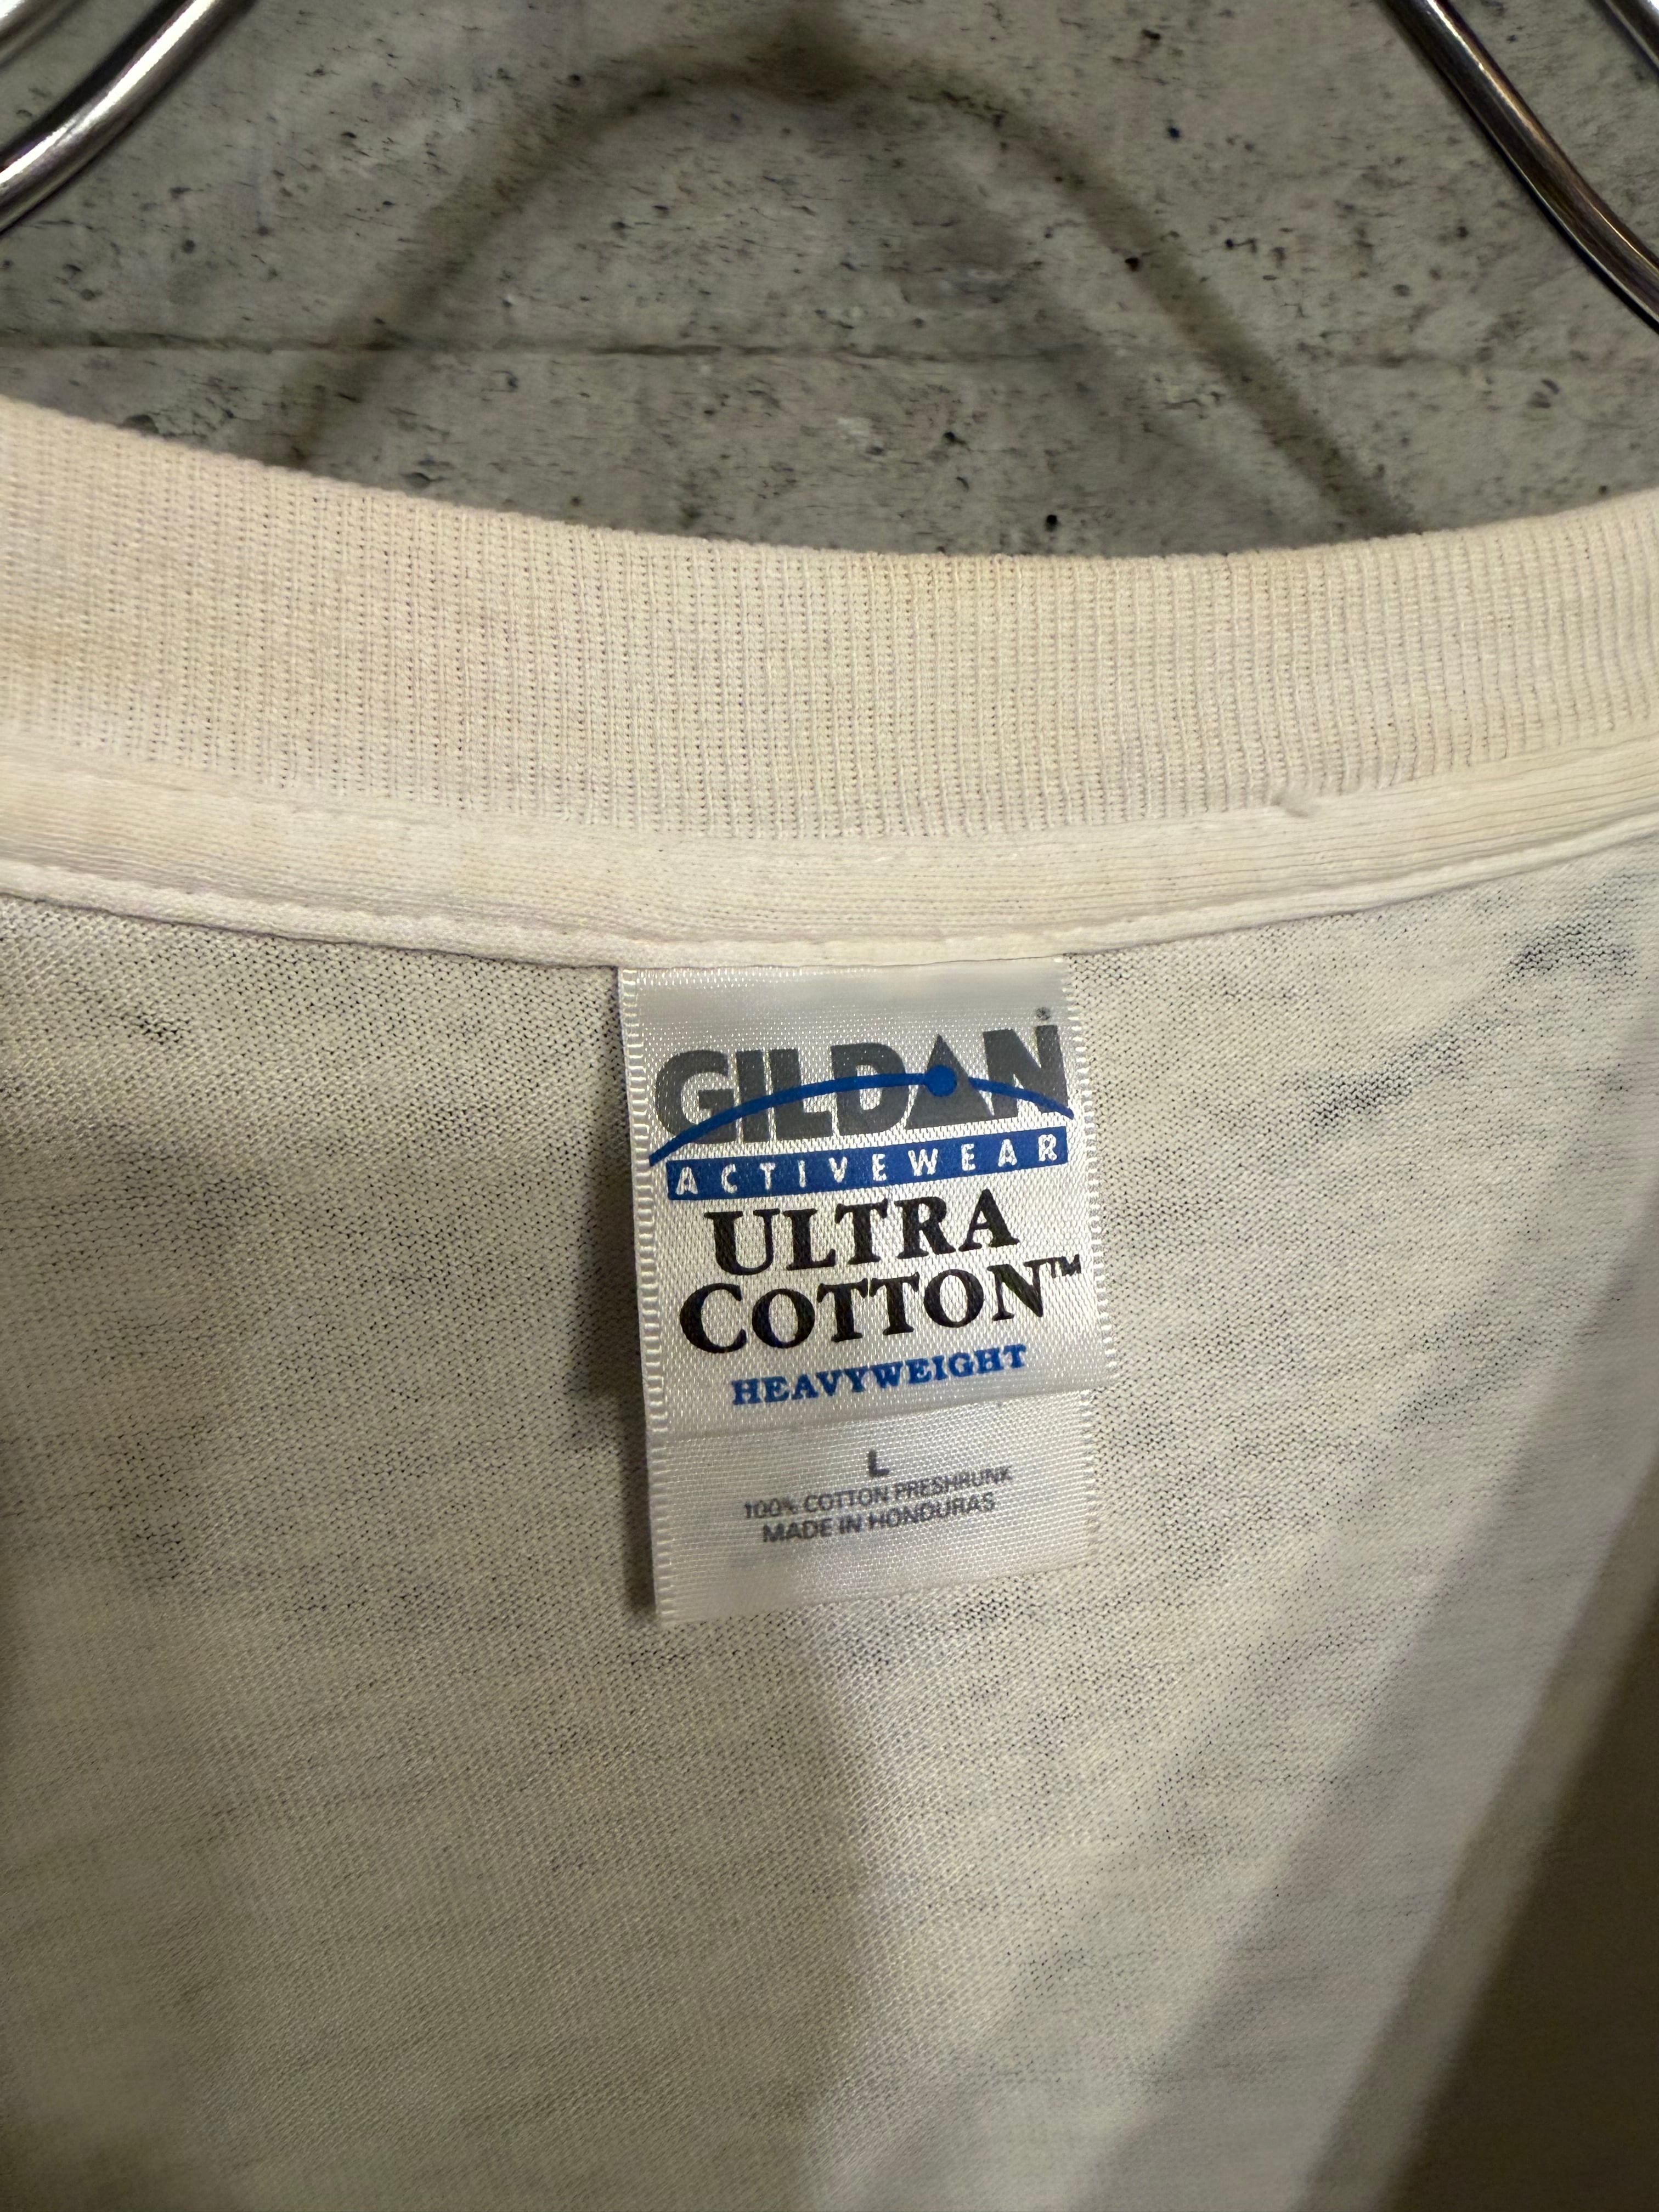 GILDAN®
ACTIVEWEAR
ULTRA
COTTON™
HEAVYWEIGHT
L
100% COTTON PRESHRUNK
MADE IN HONDURAS